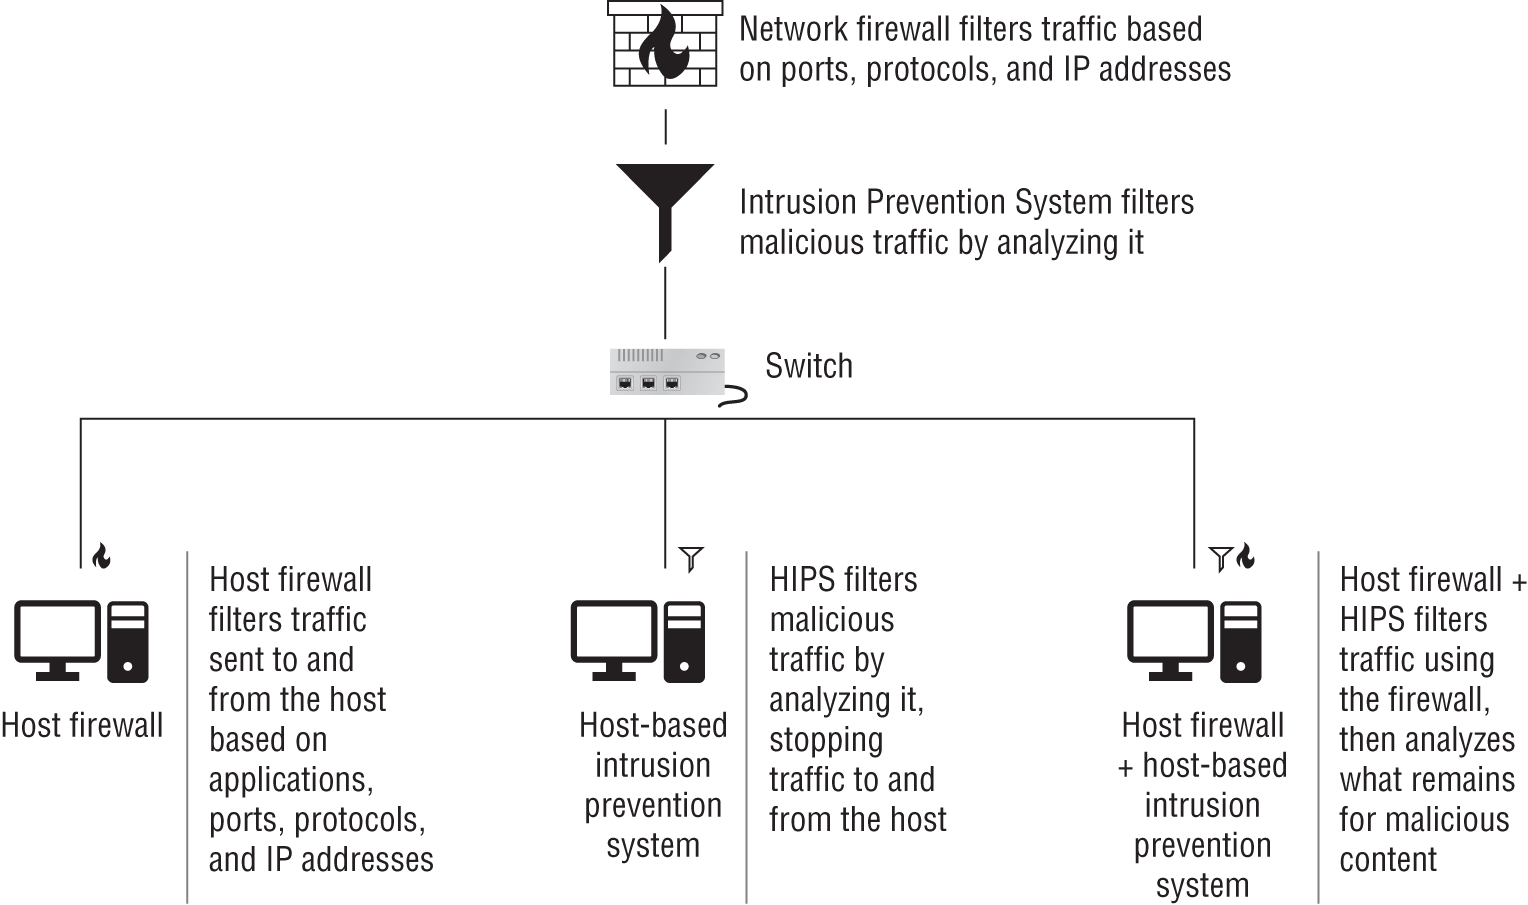 Network firewall filters traffic based
on ports, protocols, and IP addresses
Intrusion Prevention System filters
malicious traffic by analyzing it
Switch
Host firewall
Host firewall
filters traffic
sent to and
from the host
based on
applications,
ports, protocols,
and IP addresses
Host-based
intrusion
prevention
system
HIPS filters
malicious
traffic by
analyzing it,
stopping
traffic to and
from the host
Host firewall
+ host-based
intrusion
prevention
system
Host firewall +
HIPS filters
traffic using
the firewall,
then analyzes
what remains
for malicious
content